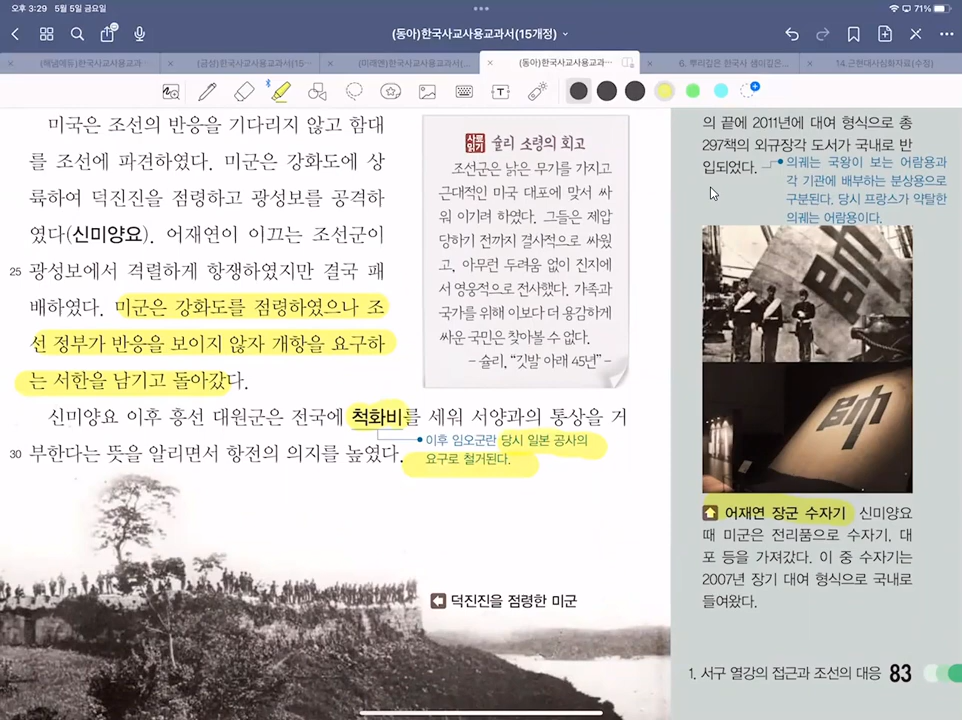 오후 3:29 5월 5일 금요일
71%
(동아)한국사교사용교과서(15개정)
(해냄에듀)한국사교사용교과…
(금성)한국사교사용교과서(15…
(미래엔)한국사교사용교과서(…
(동아)한국사교사용교과…
6. 뿌리깊은 한국사 샘이깊은…
14.근현대사심화자료(수정)
미국은 조선의 반응을 기다리지 않고 함대
를 조선에 파견하였다. 미군은 강화도에 상
륙하여 덕진진을 점령하고 광성보를 공격하
였다(신미양요). 어재연이 이끄는 조선군이
25 광성보에서 격렬하게 항쟁하였지만 결국 패
배하였다. 미군은 강화도를 점령하였으나 조
선 정부가 반응을 보이지 않자 개항을 요구하
는 서한을 남기고 돌아갔다.
신미양요 이후 흥선 대원군은 전국에 척화비를 세워 서양과의 통상을 거
이후 임오군란 당시 일본 공사의
요구로 철거된다.
30 부한다는 뜻을 알리면서 항전의 의지를 높였다.
사료 읽기 슐리 소령의 회고
조선군은 낡은 무기를 가지고
근대적인 미국 대포에 맞서 싸
워 이기려 하였다. 그들은 제압
당하기 전까지 결사적으로 싸웠
고, 아무런 두려움 없이 진지에
서 영웅적으로 전사했다. 가족과
국가를 위해 이보다 더 용감하게
싸운 국민은 찾아볼 수 없다.
- 슐리, “깃발 아래 45년” -
덕진진을 점령한 미군
의 끝에 2011년에 대여 형식으로 총
297책의 외규장각 도서가 국내로 반
입되었다.
의궤는 국왕이 보는 어람용과
각 기관에 배부하는 분상용으로
구분된다. 당시 프랑스가 약탈한
의궤는 어람용이다.
帥
어재연 장군 수자기 신미양요
때 미군은 전리품으로 수자기, 대
포 등을 가져갔다. 이 중 수자기는
2007년 장기 대여 형식으로 국내로
들여왔다.
1. 서구 열강의 접근과 조선의 대응 83